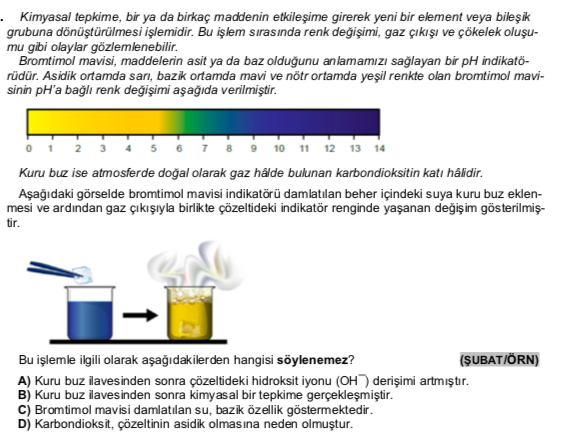 . Kimyasal tepkime, bir ya da birkaç maddenin etkileşime girerek yeni bir element veya bileşik
grubuna dönüştürülmesi işlemidir. Bu işlem sırasında renk değişimi, gaz çıkışı ve çökelek oluşu-
mu gibi olaylar gözlemlenebilir.
Bromtimol mavisi, maddelerin asit ya da baz olduğunu anlamamızı sağlayan bir pH indikatö-
rüdür. Asidik ortamda sarı, bazik ortamda mavi ve nötr ortamda yeşil renkte olan bromtimol mavi-
sinin pH'a bağlı renk değişimi aşağıda verilmiştir.
0 1 2 3 4 5 6 7 8 9 10 11 12 13 14
Kuru buz ise atmosferde doğal olarak gaz hâlde bulunan karbondioksitin katı hâlidir.
Aşağıdaki görselde bromtimol mavisi indikatörü damlatılan beher içindeki suya kuru buz eklen-
mesi ve ardından gaz çıkışıyla birlikte çözeltideki indikatör renginde yaşanan değişim gösterilmiş-
tir.
Bu işlemle ilgili olarak aşağıdakilerden hangisi söylenemez? (ŞUBAT/ÖRN)
A) Kuru buz ilavesinden sonra çözeltideki hidroksit iyonu (OH⁻) derişimi artmıştır.
B) Kuru buz ilavesinden sonra kimyasal bir tepkime gerçekleşmiştir.
C) Bromtimol mavisi damlatılan su, bazik özellik göstermektedir.
D) Karbondioksit, çözeltinin asidik olmasına neden olmuştur.